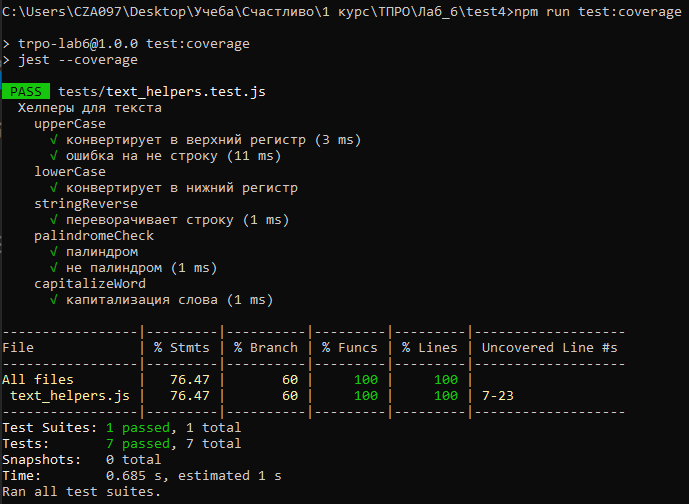 C:\Users\CZA097\Desktop\Учеба\Счастливо\1 курс\ТПРО\Лаб_6\test4>npm run test:coverage
> trpo-lab6@1.0.0 test:coverage
> jest --coverage
PASS tests/text_helpers.test.js
Хелперы для текста
upperCase
√ конвертирует в верхний регистр (3 ms)
√ ошибка на не строку (11 ms)
lowerCase
√ конвертирует в нижний регистр
stringReverse
√ переворачивает строку (1 ms)
palindromeCheck
√ палиндром
√ не палиндром (1 ms)
capitalizeWord
√ капитализация слова (1 ms)
-----------------|---------|----------|---------|---------|-------------------
File             | % Stmts | % Branch | % Funcs | % Lines | Uncovered Line #s
-----------------|---------|----------|---------|---------|-------------------
All files        |   76.47 |       60 |     100 |     100 |
 text_helpers.js |   76.47 |       60 |     100 |     100 | 7-23
-----------------|---------|----------|---------|---------|-------------------
Test Suites: 1 passed, 1 total
Tests:       7 passed, 7 total
Snapshots:   0 total
Time:        0.685 s, estimated 1 s
Ran all test suites.